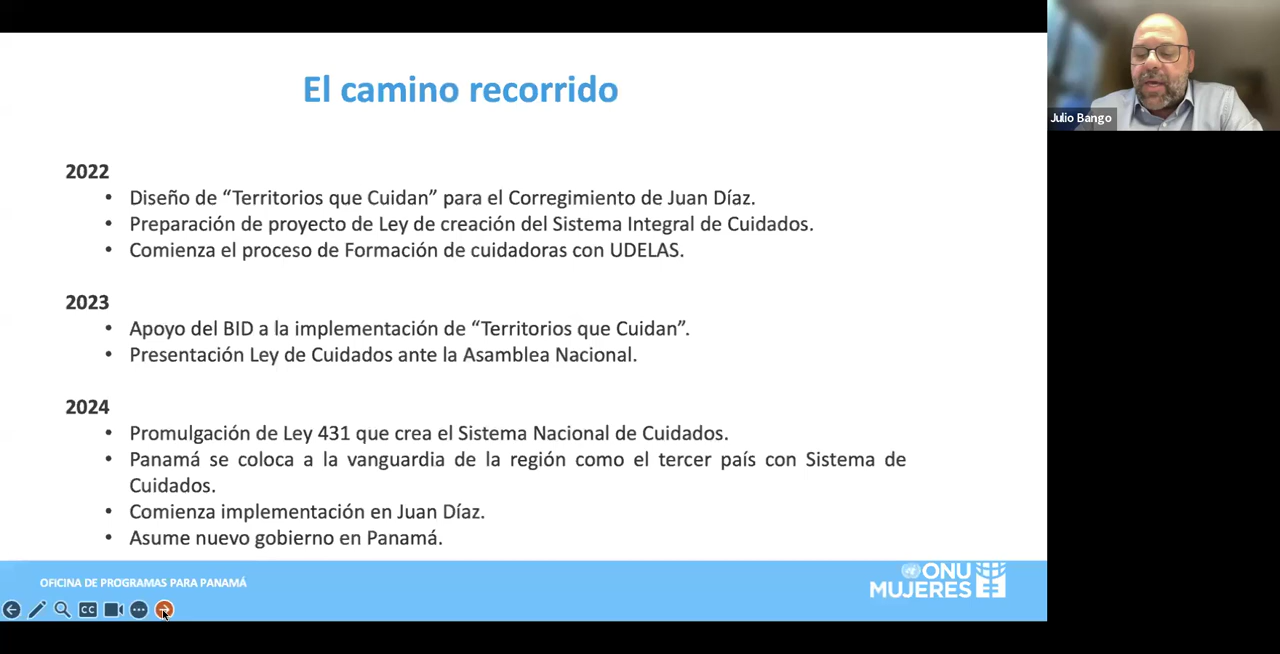 El camino recorrido
2022
• Diseño de “Territorios que Cuidan” para el Corregimiento de Juan Díaz.
• Preparación de proyecto de Ley de creación del Sistema Integral de Cuidados.
• Comienza el proceso de Formación de cuidadoras con UDELAS.
2023
• Apoyo del BID a la implementación de “Territorios que Cuidan”.
• Presentación Ley de Cuidados ante la Asamblea Nacional.
2024
• Promulgación de Ley 431 que crea el Sistema Nacional de Cuidados.
• Panamá se coloca a la vanguardia de la región como el tercer país con Sistema de
Cuidados.
• Comienza implementación en Juan Díaz.
• Asume nuevo gobierno en Panamá.
OFICINA DE PROGRAMAS PARA PANAMÁ
ONU
MUJERES
CC
Julio Bango